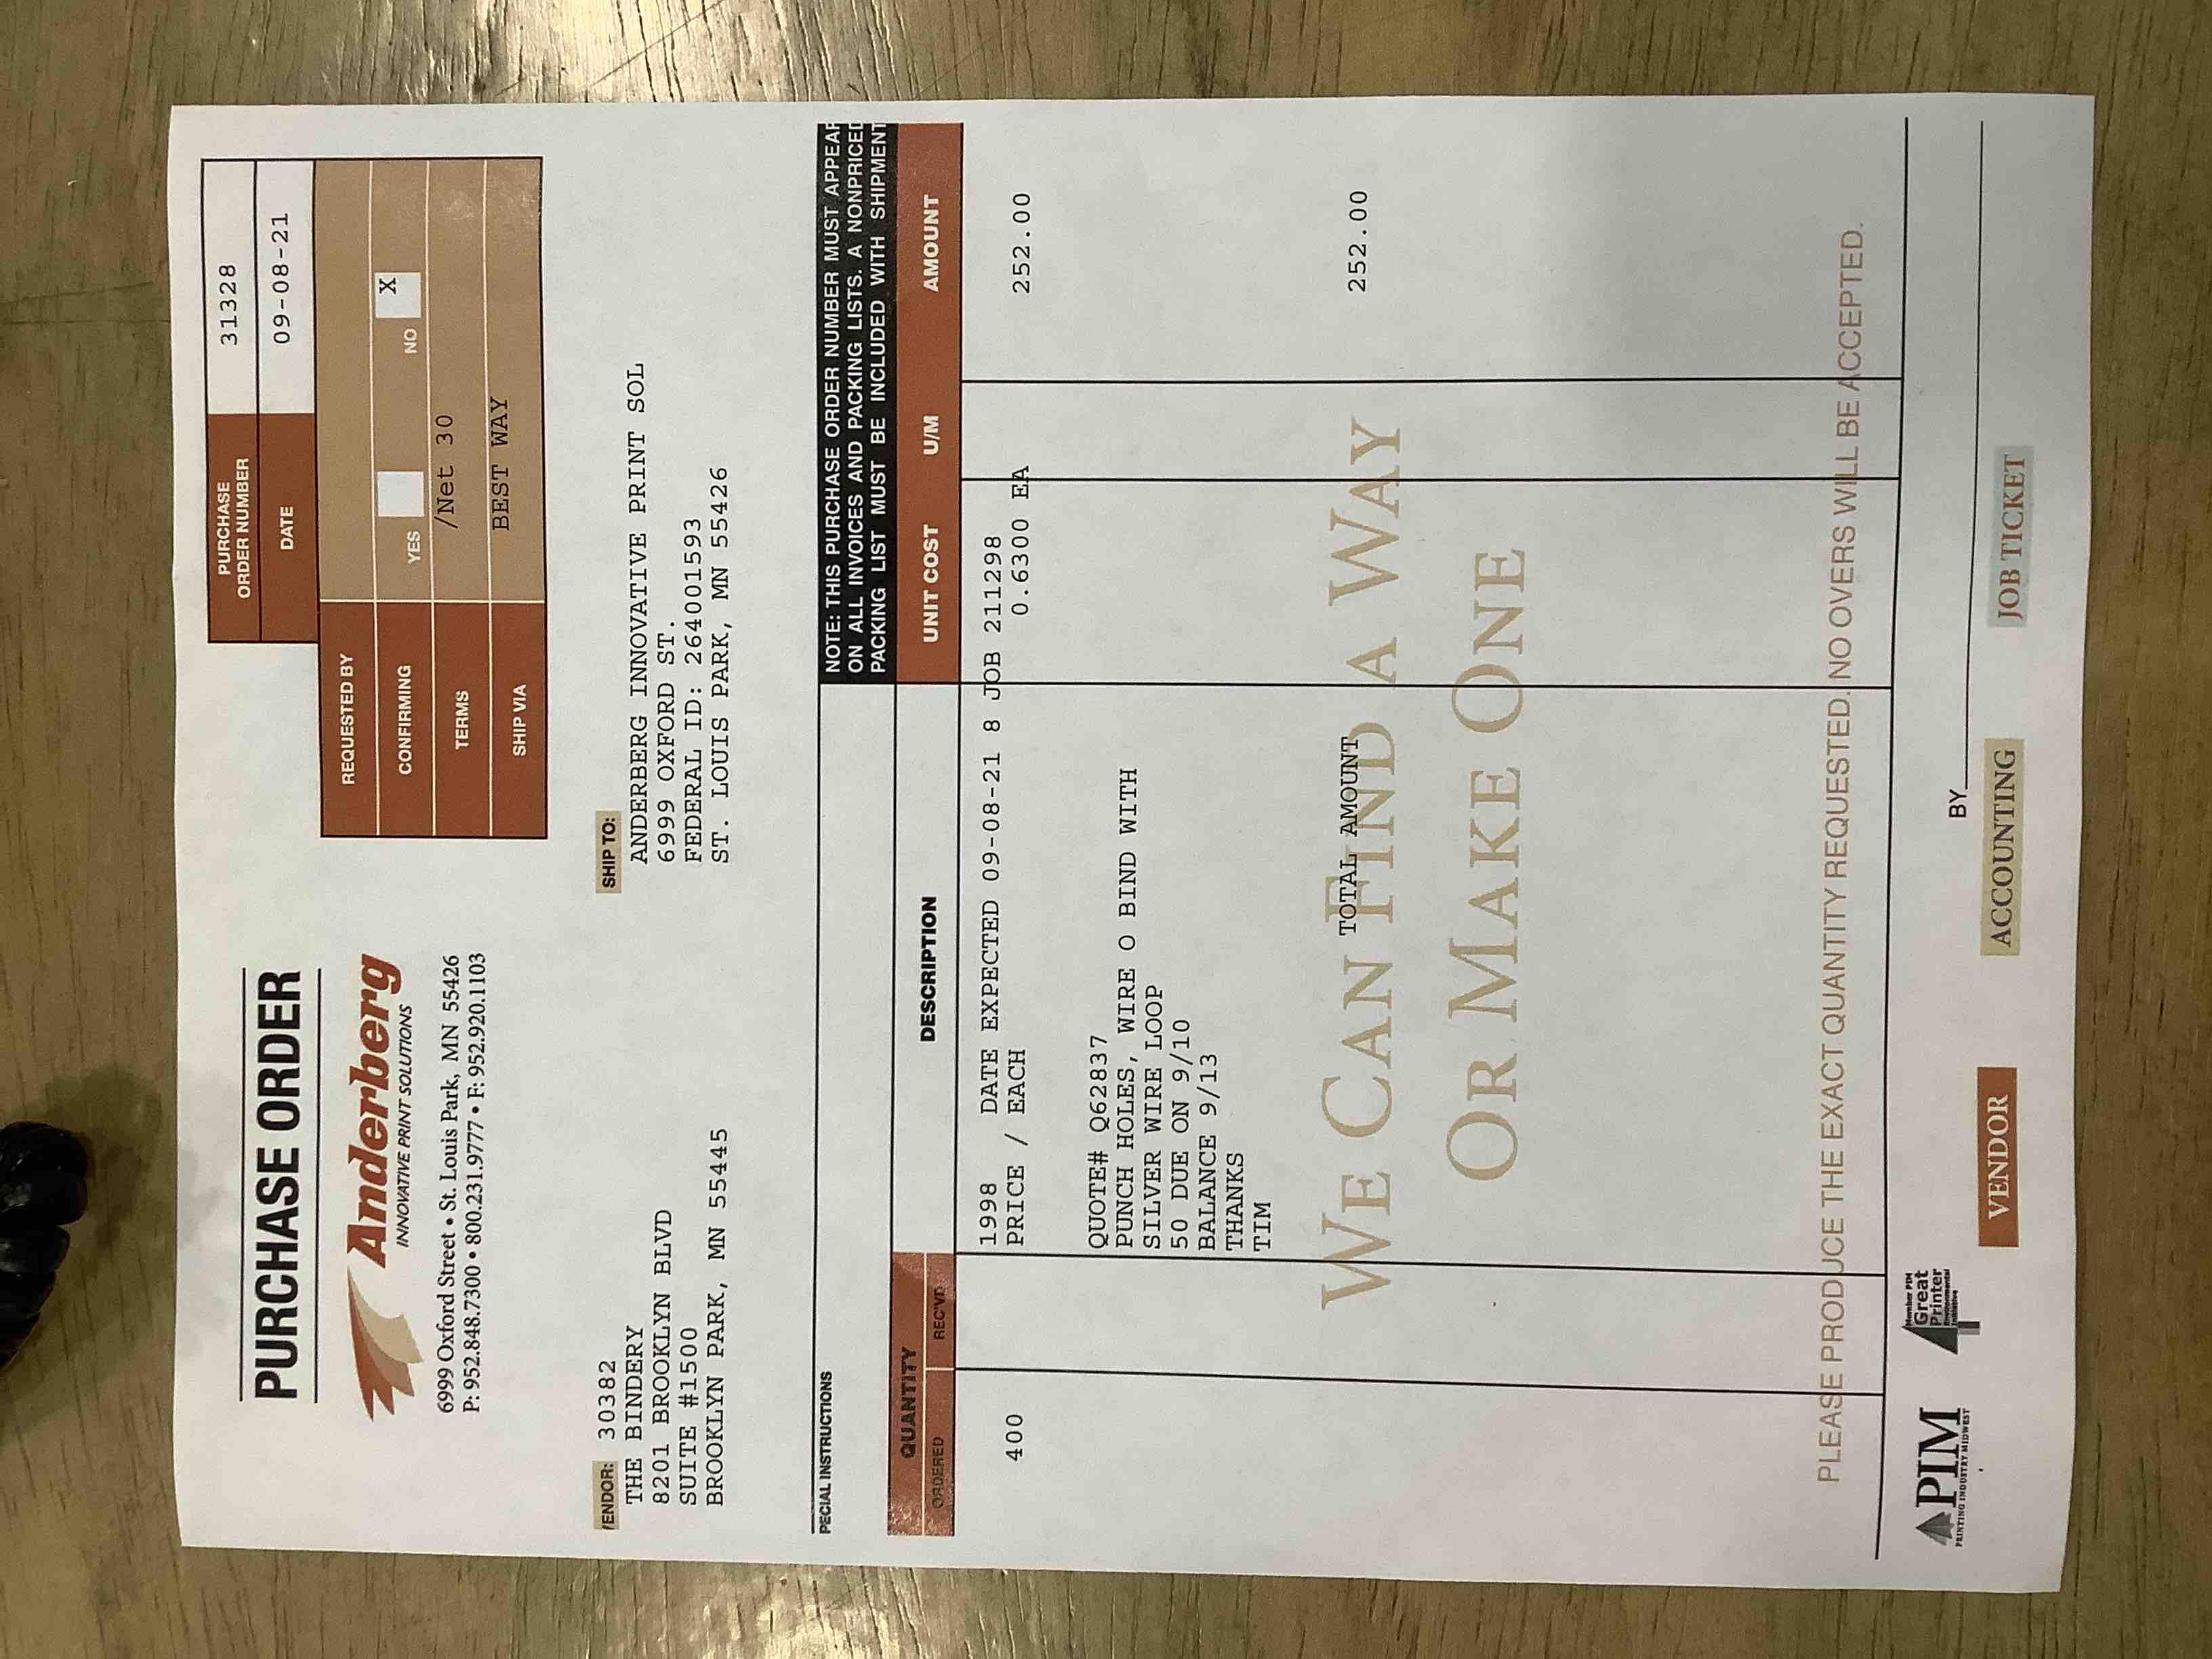 PURCHASE ORDER
Anderberg
INNOVATIVE PRINT SOLUTIONS
6999 Oxford Street • St. Louis Park, MN 55426
P: 952.848.7300 • 800.231.9777 • F: 952.920.1103
PURCHASE
ORDER NUMBER 31328
DATE 09-08-21
REQUESTED BY
CONFIRMING YES NO X
TERMS /Net 30
SHIP VIA BEST WAY
VENDOR: 30382
THE BINDERY
8201 BROOKLYN BLVD
SUITE #1500
BROOKLYN PARK, MN 55445
SHIP TO:
ANDERBERG INNOVATIVE PRINT SOL
6999 OXFORD ST.
FEDERAL ID: 264001593
ST. LOUIS PARK, MN 55426
PECIAL INSTRUCTIONS
NOTE: THIS PURCHASE ORDER NUMBER MUST APPEAR
ON ALL INVOICES AND PACKING LISTS. A NONPRICED
PACKING LIST MUST BE INCLUDED WITH SHIPMENT
QUANTITY
ORDERED REC'VD DESCRIPTION UNIT COST U/M AMOUNT
1998 DATE EXPECTED 09-08-21 8 JOB 211298
400 PRICE / EACH 0.6300 EA 252.00
QUOTE# Q62837
PUNCH HOLES, WIRE O BIND WITH
SILVER WIRE LOOP
50 DUE ON 9/10
BALANCE 9/13
THANKS
TIM
TOTAL AMOUNT 252.00
WE CAN FIND A WAY
OR MAKE ONE
PLEASE PRODUCE THE EXACT QUANTITY REQUESTED. NO OVERS WILL BE ACCEPTED.
PIM
PRINTING INDUSTRY MIDWEST
Member PIM
Great
Printer
Environmental
Initiative
BY
VENDOR ACCOUNTING JOB TICKET